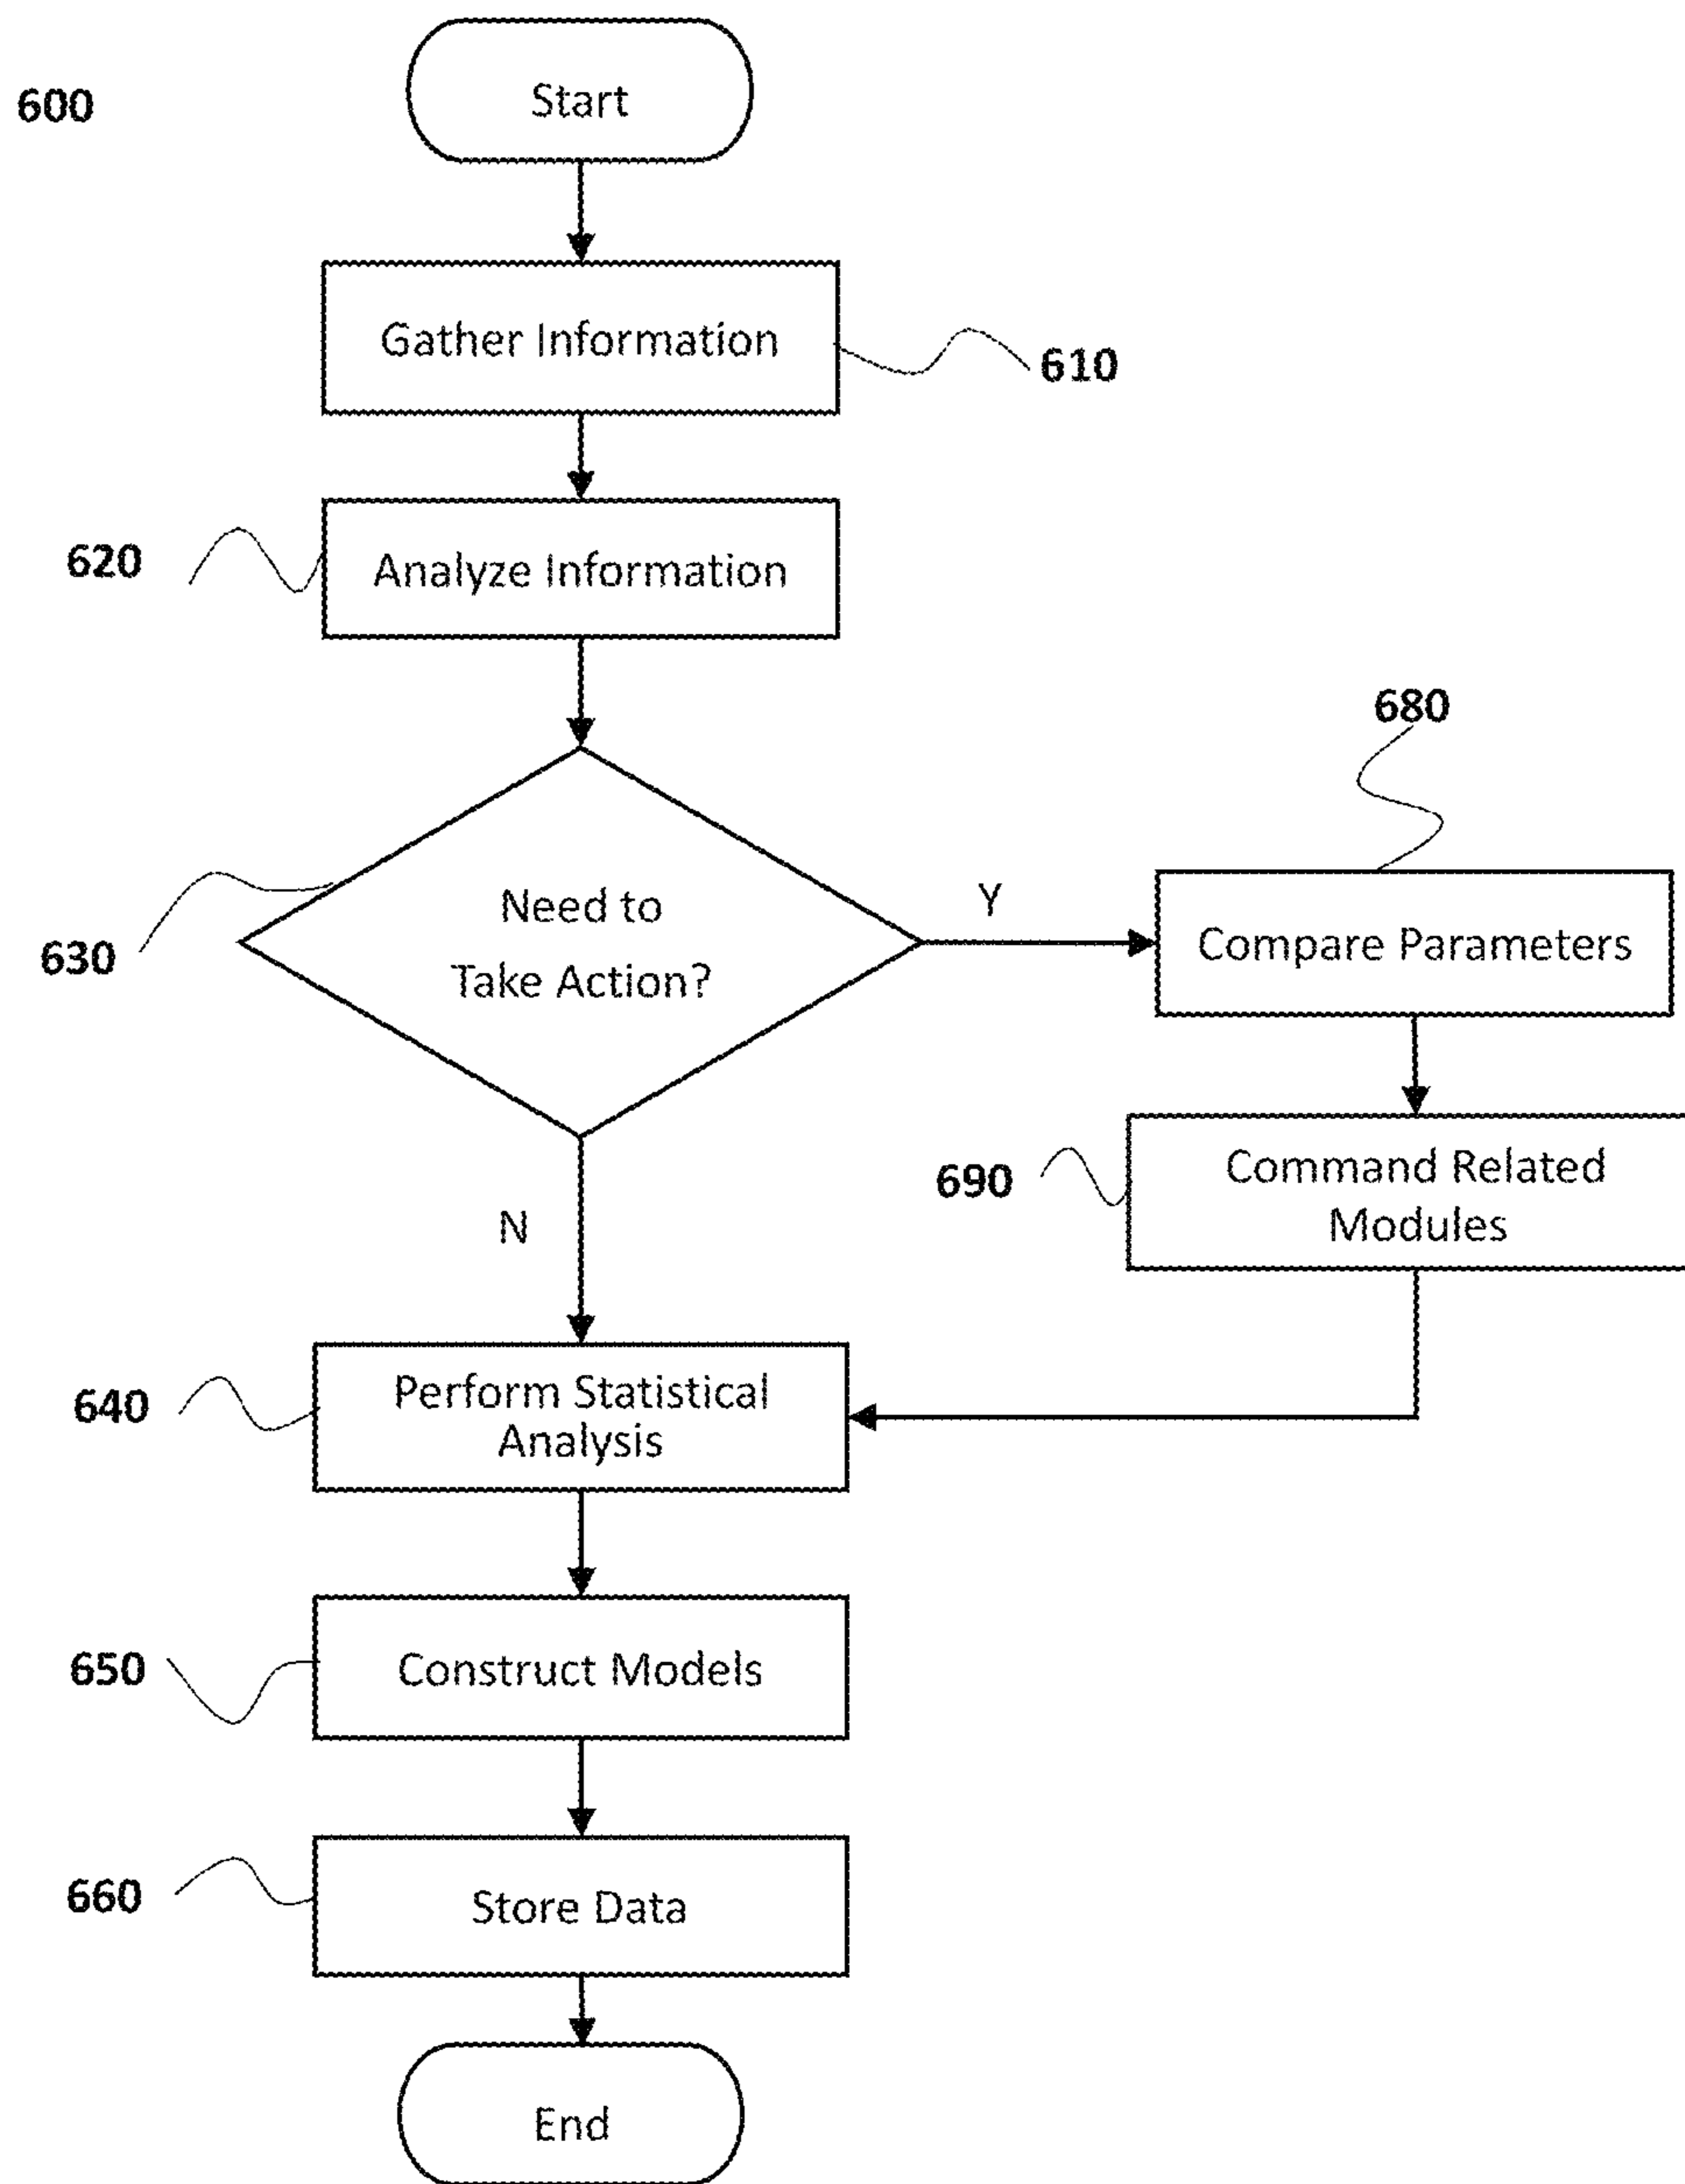 600
Start
Gather Information
610
620
Analyze Information
680
630
Need to
Take Action?
Y
Compare Parameters
690
Command Related
Modules
N
640
Perform Statistical
Analysis
650
Construct Models
660
Store Data
End